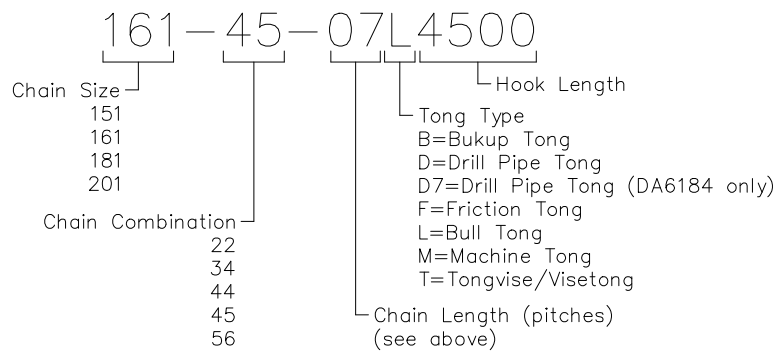 161-45-07L4500
Chain Size
151
161
181
201
Chain Combination
22
34
44
45
56
Hook Length
Tong Type
B=Bukup Tong
D=Drill Pipe Tong
D7=Drill Pipe Tong (DA6184 only)
F=Friction Tong
L=Bull Tong
M=Machine Tong
T=Tongvise/Visetong
Chain Length (pitches)
(see above)